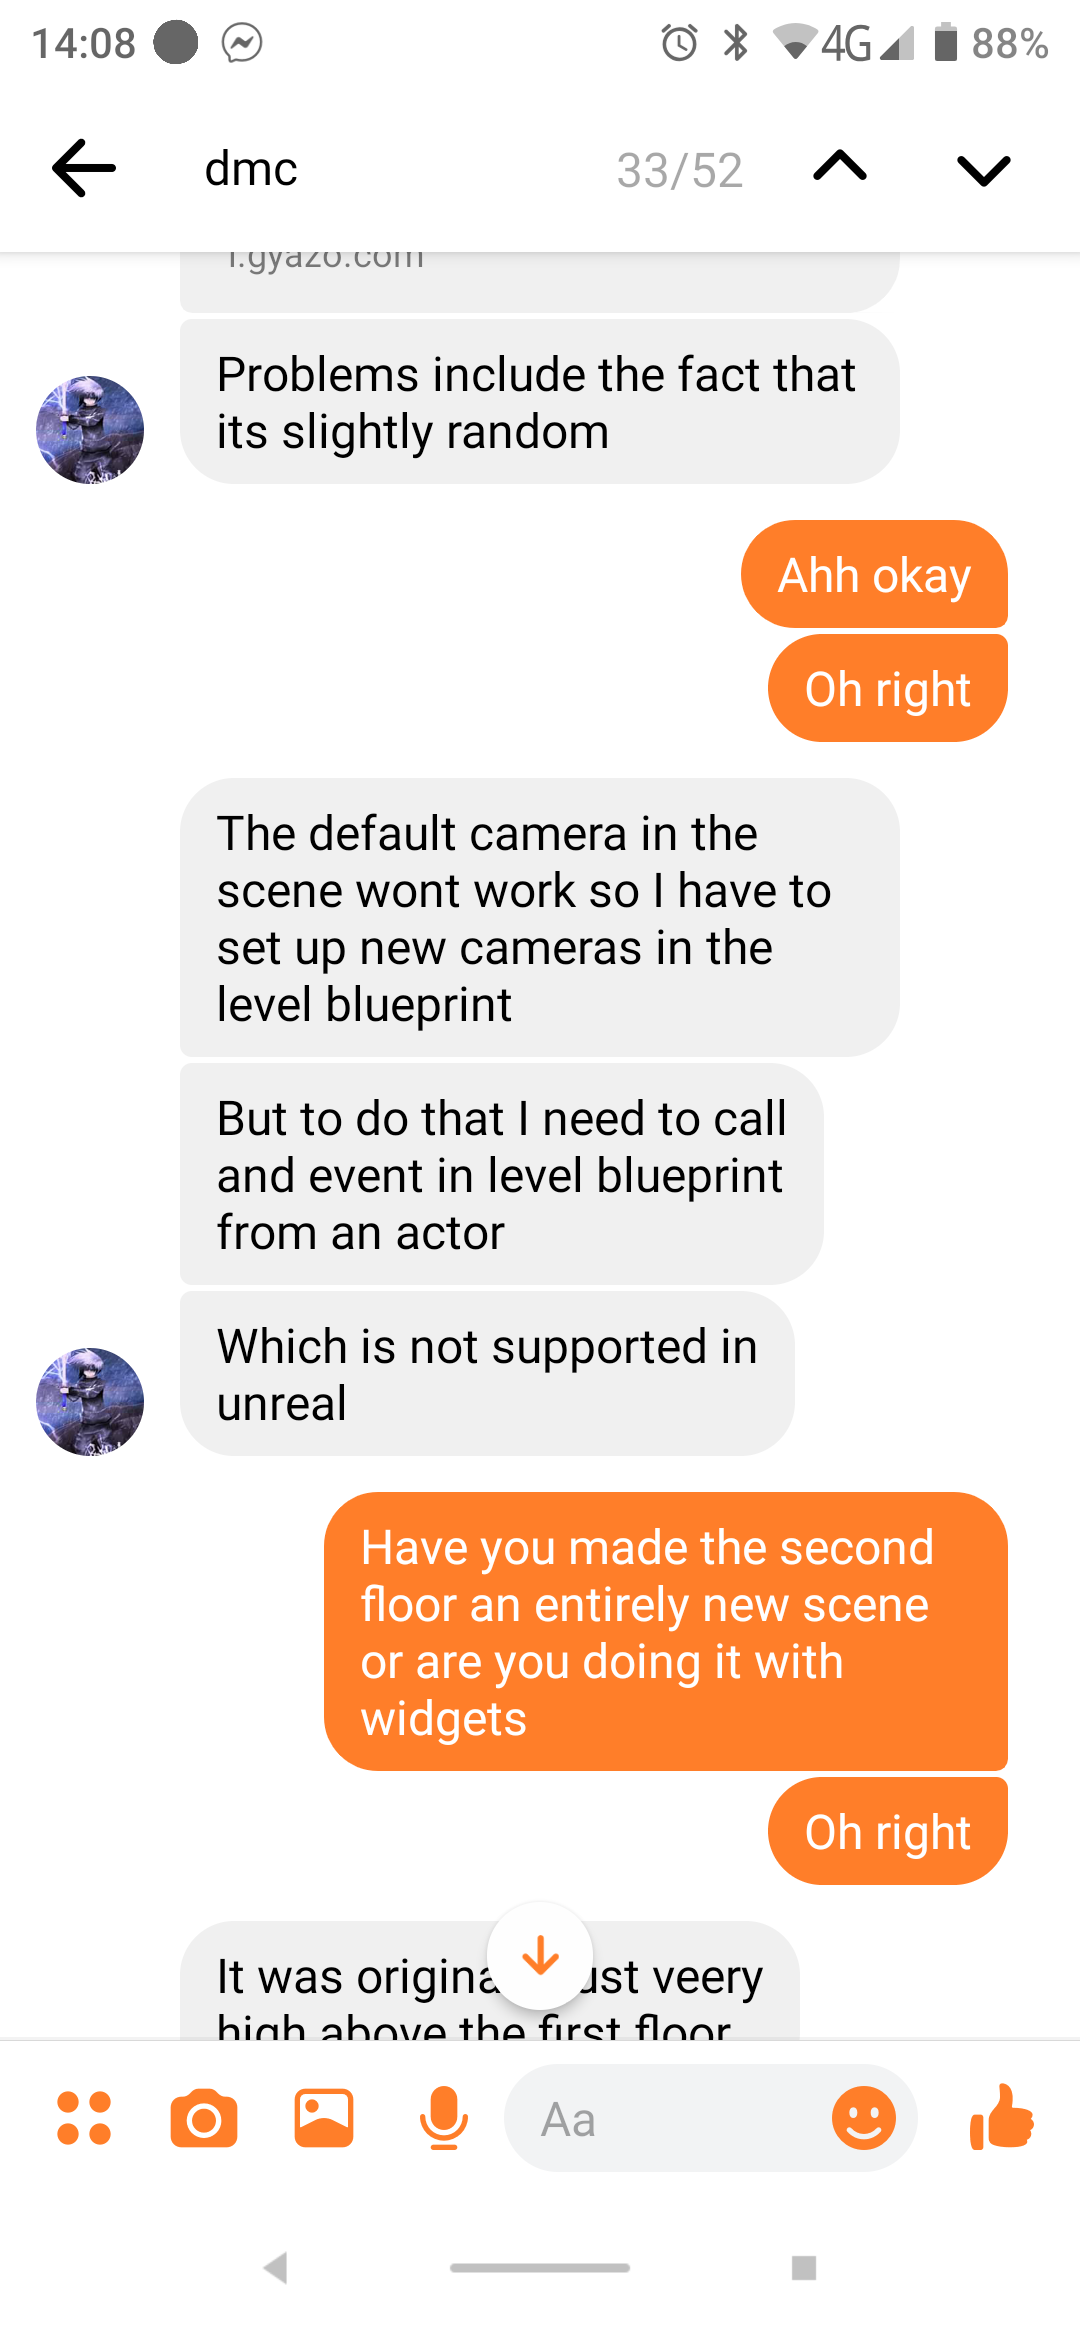 14:08 4G 88%
dmc 33/52
i.gyazo.com
Problems include the fact that
its slightly random
Ahh okay
Oh right
The default camera in the
scene wont work so I have to
set up new cameras in the
level blueprint
But to do that I need to call
and event in level blueprint
from an actor
Which is not supported in
unreal
Have you made the second
floor an entirely new scene
or are you doing it with
widgets
Oh right
It was veery
high above the first floor
Aa